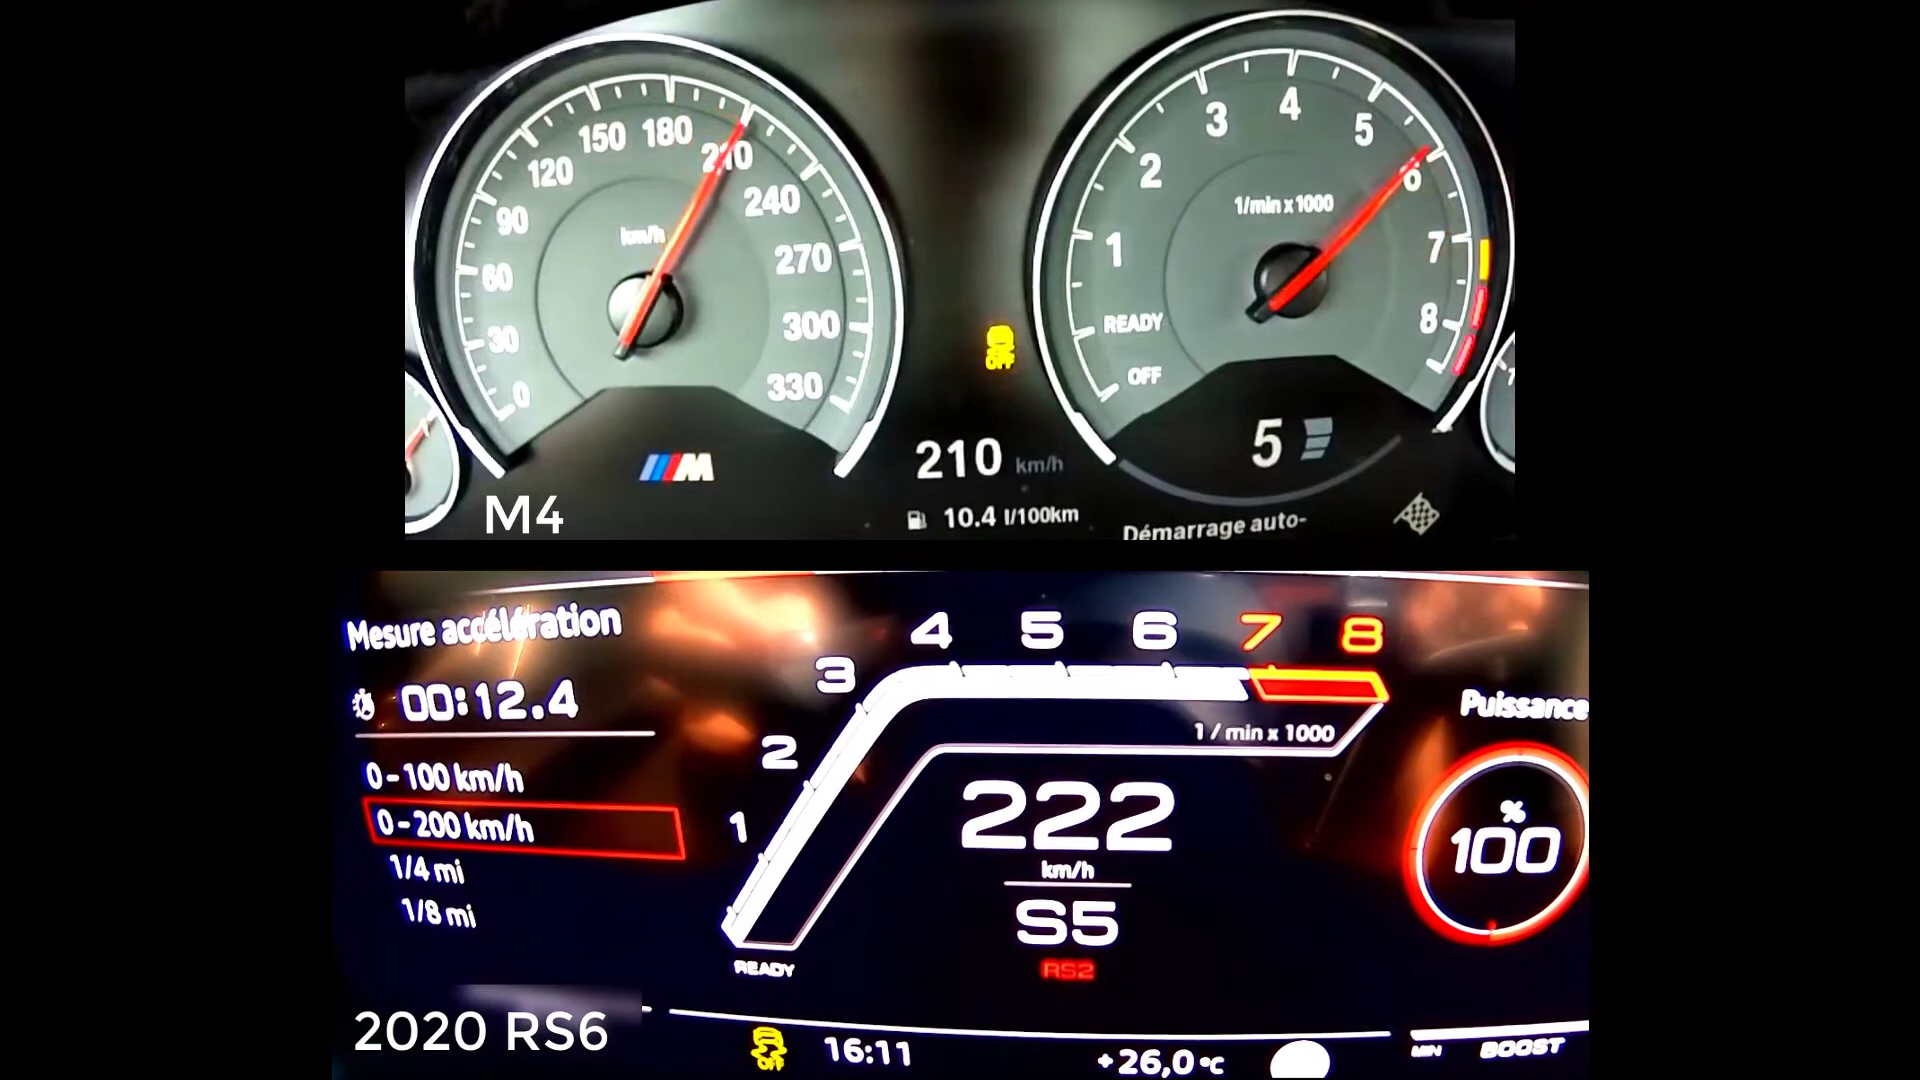 0
30
60
90
120
150
180
210
240
270
300
330
km/h
M
M4
OFF
210 km/h
10.4 l/100km
OFF
READY
1
2
3
4
5
6
7
8
1/min x 1000
5
Démarrage auto-
Mesure accélération
00:12.4
0-100 km/h
0-200 km/h
1/4 mi
1/8 mi
READY
1
2
3
4
5
6
7
8
1 / min x 1000
222
km/h
S5
RS2
Puissance
%
100
2020 RS6
OFF
16:11
+26,0 °C
MIN
BOOST